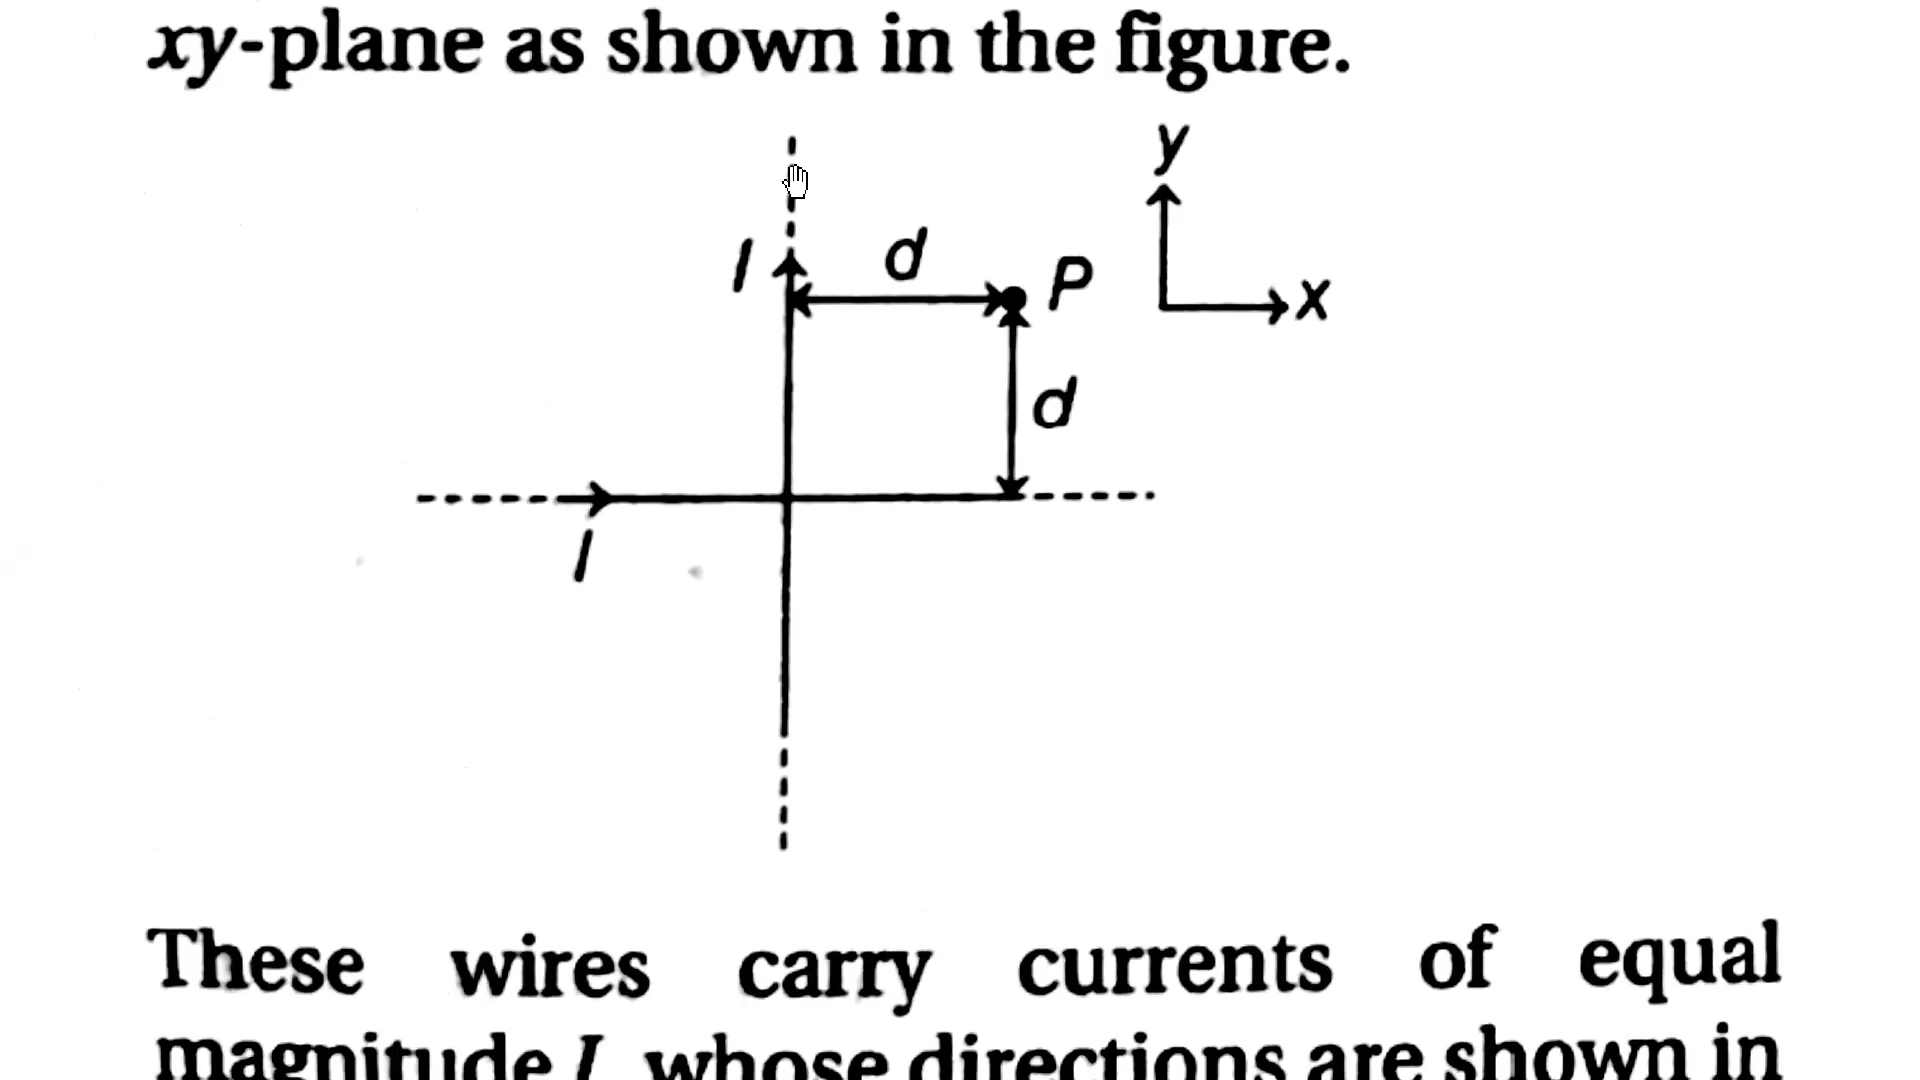 xy-plane as shown in the figure.
y
I d P x
d
I
These wires carry currents of equal
magnitude I, whose directions are shown in